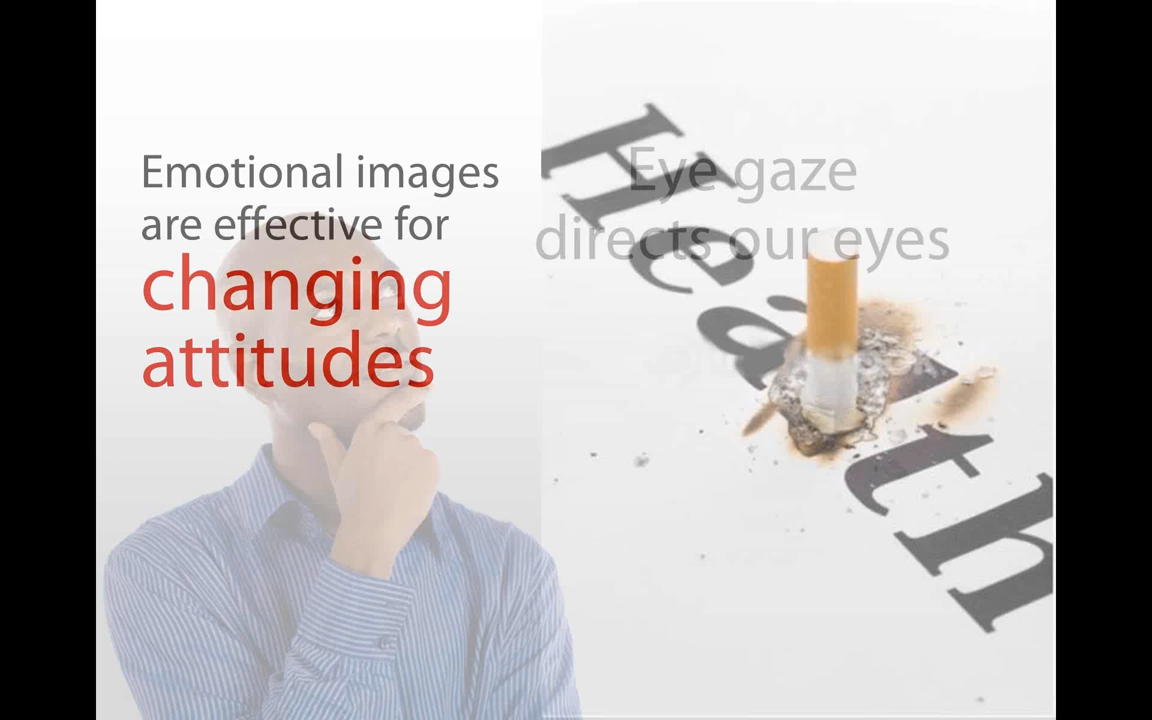 Emotional images
are effective for
changing
attitudes
Eye gaze
directs our eyes
Health